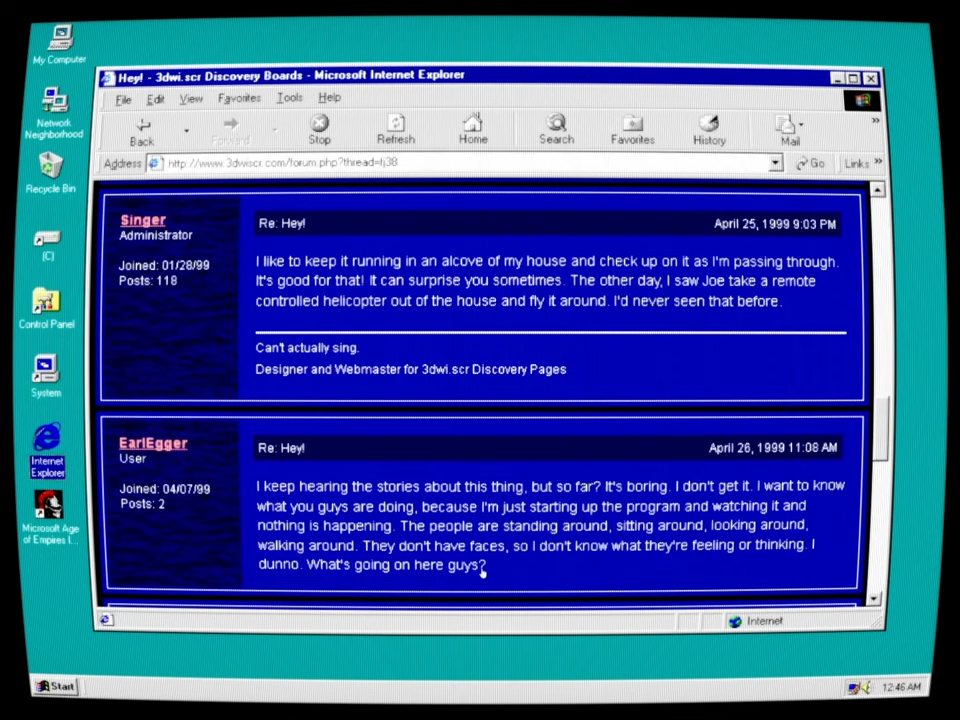 My Computer
Network
Neighborhood
Recycle Bin
(C)
Control Panel
System
Internet
Explorer
Microsoft Age
of Empires I...
Hey! - 3dwi.scr Discovery Boards - Microsoft Internet Explorer
File Edit View Favorites Tools Help
Back Forward Stop Refresh Home Search Favorites History Mail »
Address http://www.3dwiscr.com/forum.php?thread=fj38 Go Links »
Singer
Administrator
Joined: 01/28/99
Posts: 118
Re: Hey! April 25, 1999 9:03 PM
I like to keep it running in an alcove of my house and check up on it as I'm passing through.
It's good for that! It can surprise you sometimes. The other day, I saw Joe take a remote
controlled helicopter out of the house and fly it around. I'd never seen that before.
Can't actually sing.
Designer and Webmaster for 3dwi.scr Discovery Pages
EarlEgger
User
Joined: 04/07/99
Posts: 2
Re: Hey! April 26, 1999 11:08 AM
I keep hearing the stories about this thing, but so far? It's boring. I don't get it. I want to know
what you guys are doing, because I'm just starting up the program and watching it and
nothing is happening. The people are standing around, sitting around, looking around,
walking around. They don't have faces, so I don't know what they're feeling or thinking. I
dunno. What's going on here guys?
Internet
Start 12:46 AM